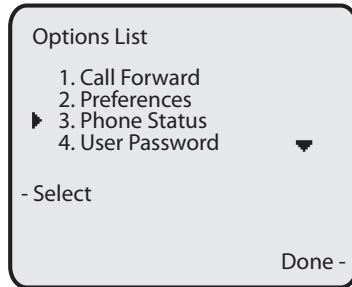 Options List
1. Call Forward
2. Preferences
3. Phone Status
4. User Password
- Select
Done -